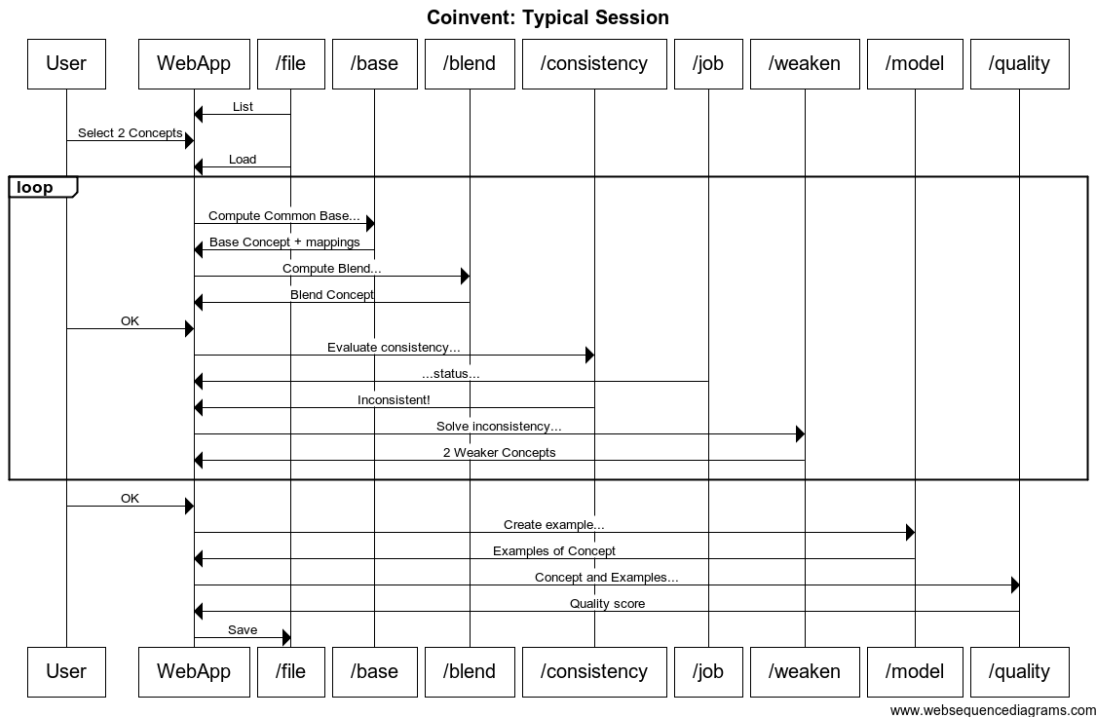 Coinvent: Typical Session
User WebApp /file /base /blend /consistency /job /weaken /model /quality
List
Select 2 Concepts
Load
loop
Compute Common Base...
Base Concept + mappings
Compute Blend...
Blend Concept
OK
Evaluate consistency...
...status...
Inconsistent!
Solve inconsistency...
2 Weaker Concepts
OK
Create example...
Examples of Concept
Concept and Examples...
Quality score
Save
User WebApp /file /base /blend /consistency /job /weaken /model /quality
www.websequencediagrams.com